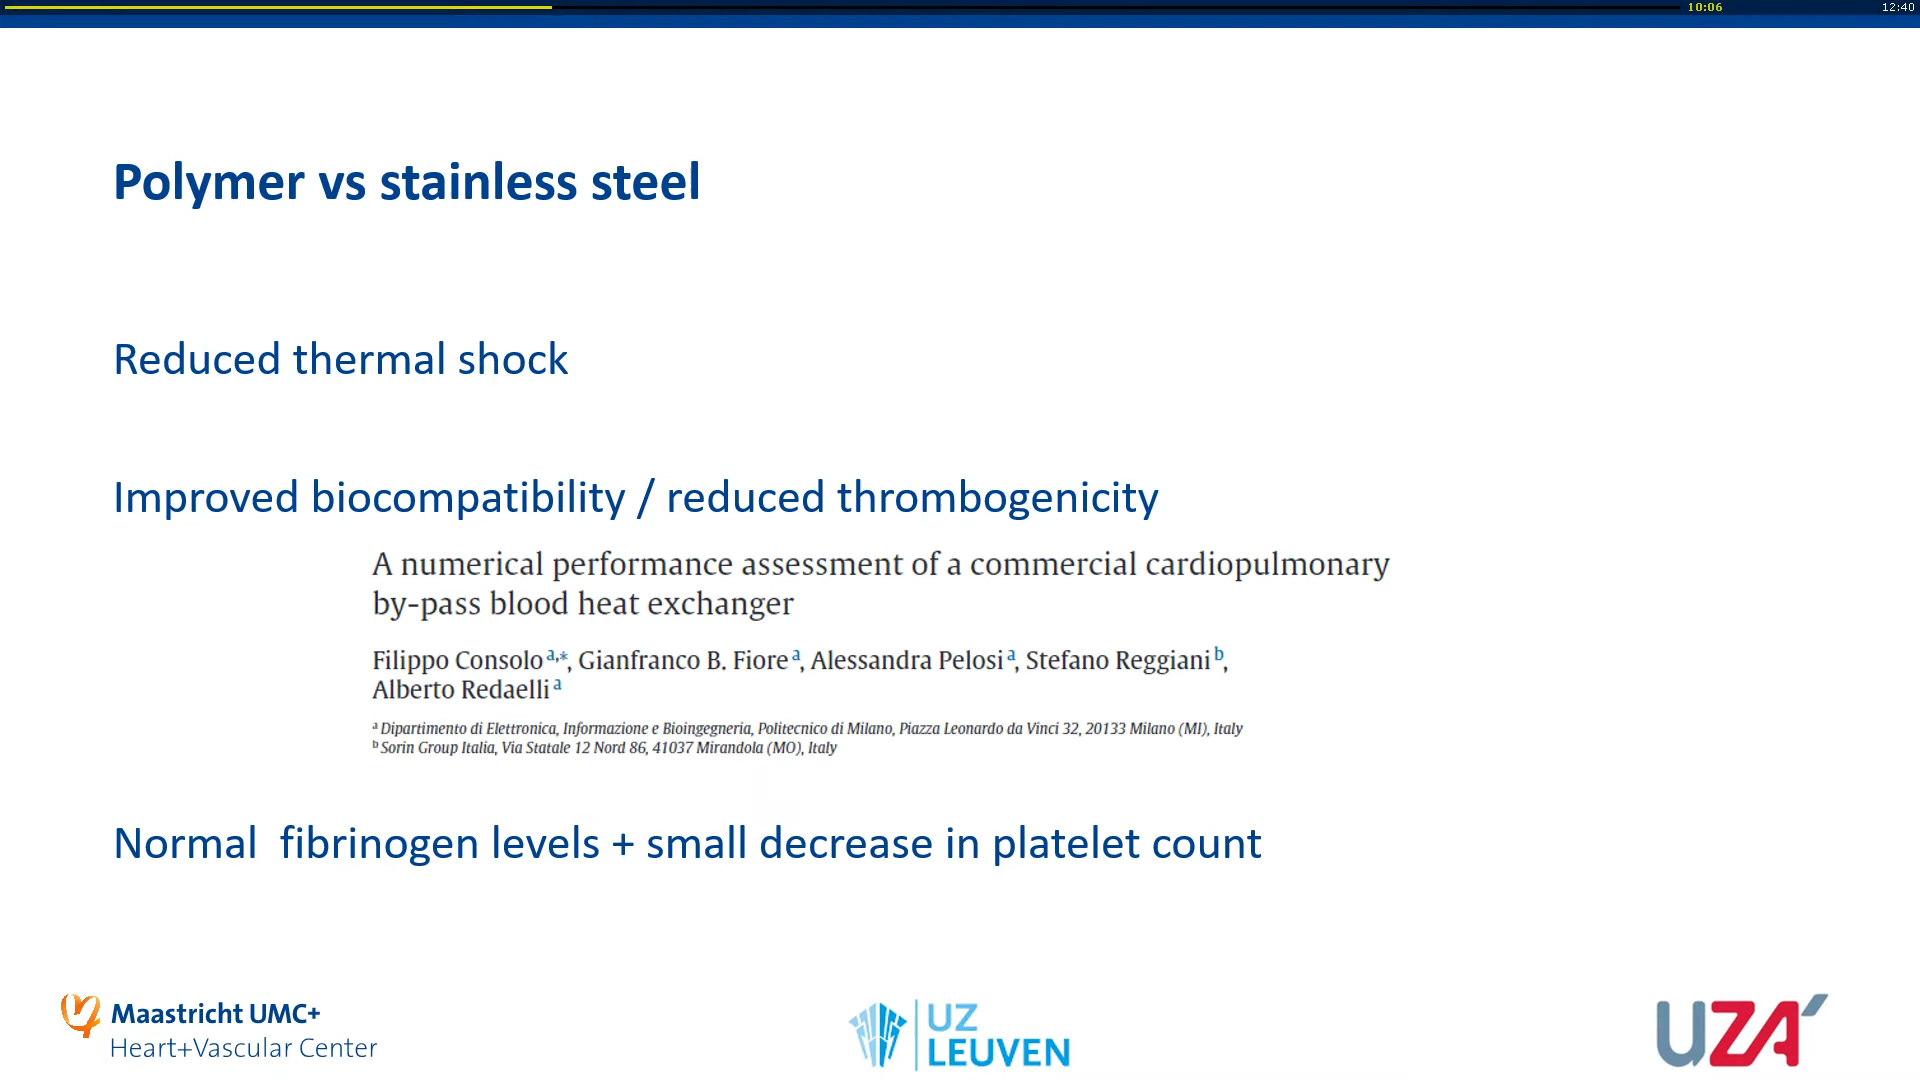 10:06
12:40
Polymer vs stainless steel
Reduced thermal shock
Improved biocompatibility / reduced thrombogenicity
A numerical performance assessment of a commercial cardiopulmonary
by-pass blood heat exchanger
Filippo Consolo a,*, Gianfranco B. Fiore a, Alessandra Pelosi a, Stefano Reggiani b,
Alberto Redaelli a
a Dipartimento di Elettronica, Informazione e Bioingegneria, Politecnico di Milano, Piazza Leonardo da Vinci 32, 20133 Milano (MI), Italy
b Sorin Group Italia, Via Statale 12 Nord 86, 41037 Mirandola (MO), Italy
Normal fibrinogen levels + small decrease in platelet count
Maastricht UMC+
Heart+Vascular Center
UZ
LEUVEN
UZA